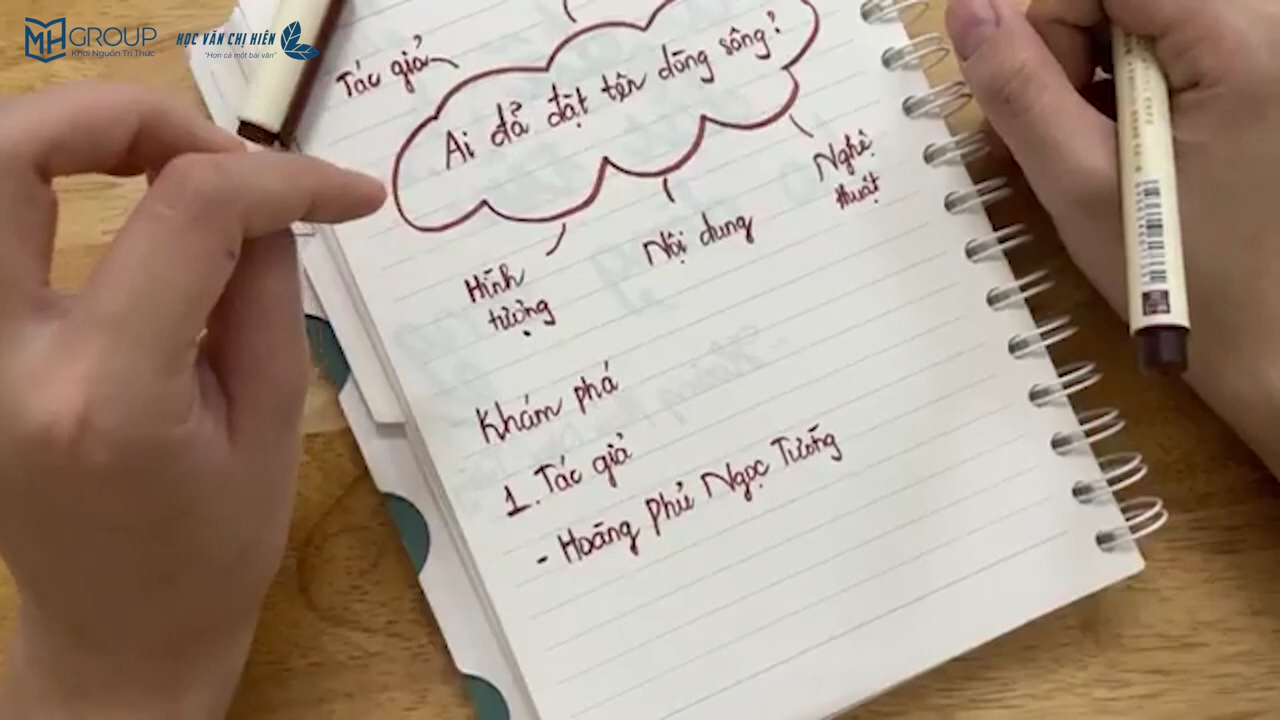 MH GROUP
Khơi Nguồn Tri Thức
HỌC VĂN CHỊ HIÊN
"Hơn cả một bài văn"
Tác giả
Ai đã đặt tên dòng sông?
Nghệ
thuật
Nội dung
Hình
tượng
Khám phá
1. Tác giả
- Hoàng Phủ Ngọc Tường